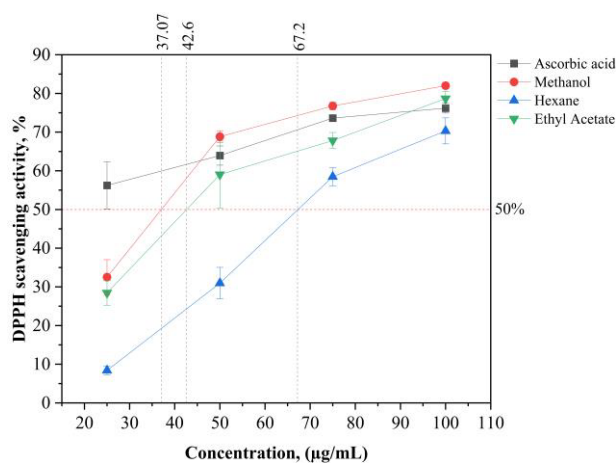 37.07
42.6
67.2
90
80
70
60
50
40
30
20
10
0
DPPH scavenging activity, %
Ascorbic acid
Methanol
Hexane
Ethyl Acetate
50%
20 30 40 50 60 70 80 90 100 110
Concentration, (µg/mL)